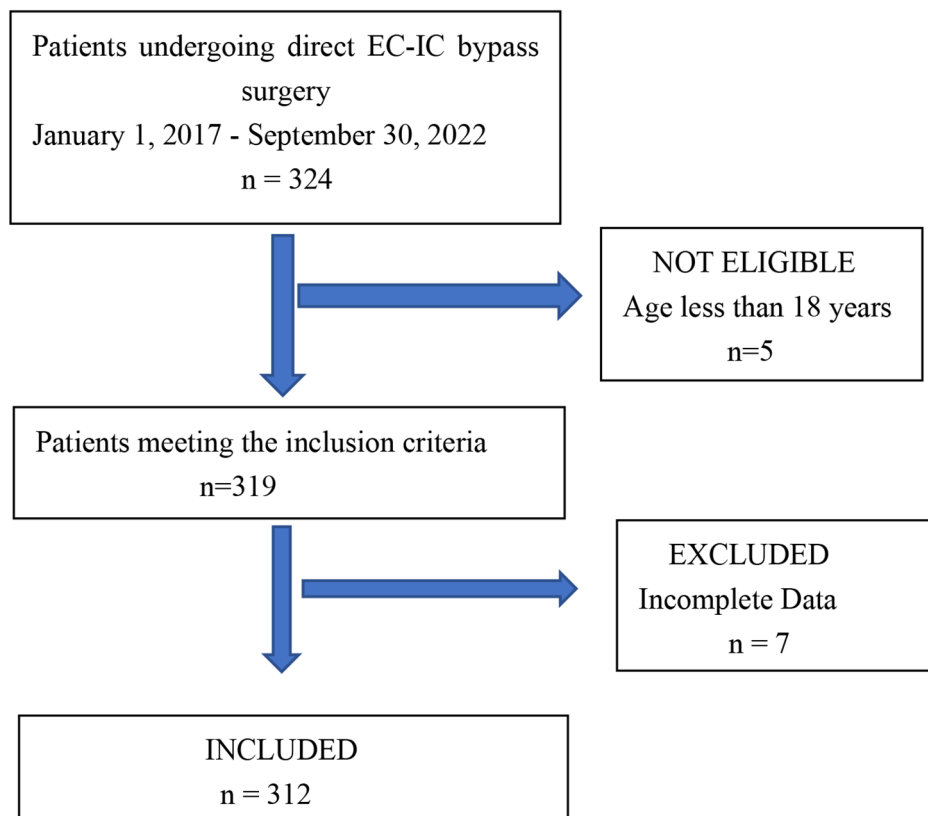 Patients undergoing direct EC-IC bypass
surgery
January 1, 2017 - September 30, 2022
n = 324
NOT ELIGIBLE
Age less than 18 years
n=5
Patients meeting the inclusion criteria
n=319
EXCLUDED
Incomplete Data
n = 7
INCLUDED
n = 312